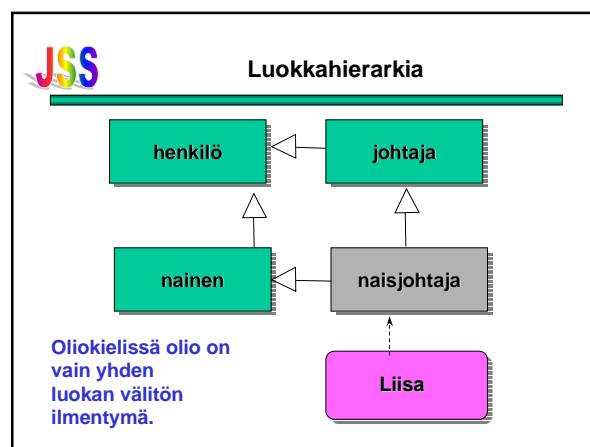 JSS
Luokkahierarkia
henkilö
johtaja
nainen
naisjohtaja
Oliokielissä olio on
vain yhden
luokan välitön
ilmentymä.
Liisa